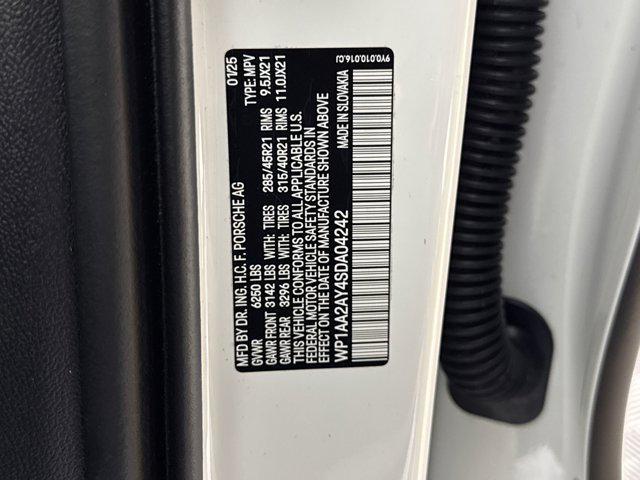 MFD BY DR. ING. H.C. F. PORSCHE AG 01/25
GVWR 6250 LBS TYPE: MPV
GAWR FRONT 3142 LBS WITH: TIRES 285/45R21 RIMS 9.5JX21
GAWR REAR 3296 LBS WITH: TIRES 315/40R21 RIMS 11.0JX21
THIS VEHICLE CONFORMS TO ALL APPLICABLE U.S.
FEDERAL MOTOR VEHICLE SAFETY STANDARDS IN
EFFECT ON THE DATE OF MANUFACTURE SHOWN ABOVE
WP1AA2AY4SDA04242 MADE IN SLOVAKIA
9Y0.010.016.QJ